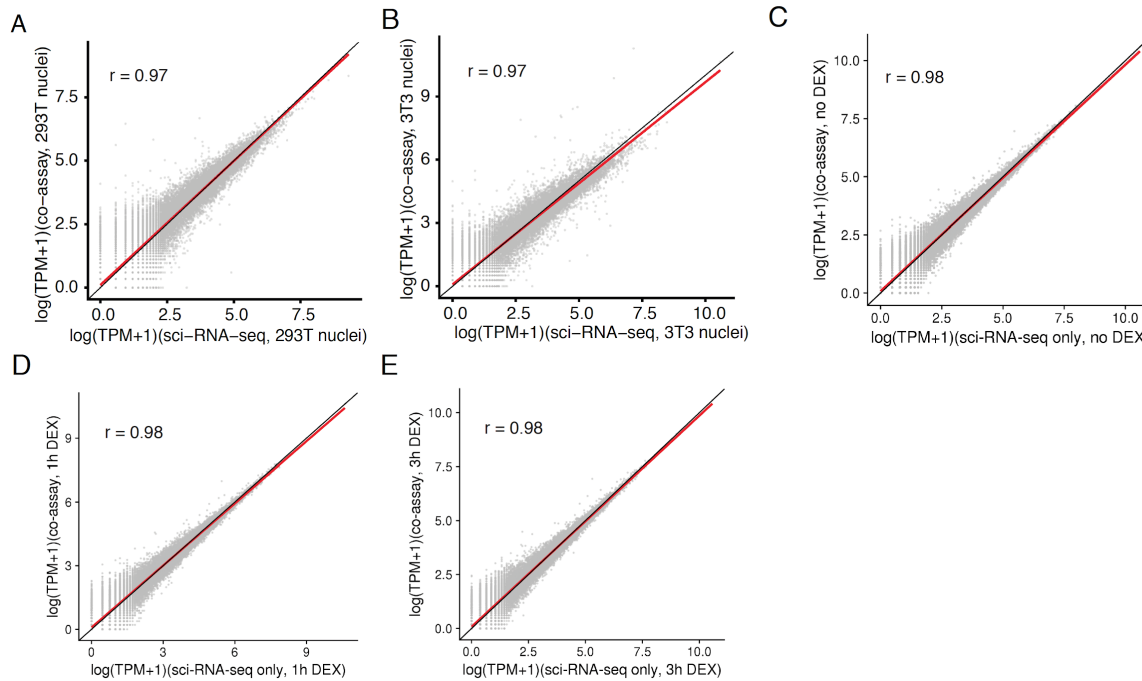 A
r = 0.97
log(TPM+1)(co−assay, 293T nuclei)
7.5
5.0
2.5
0.0
0.0
2.5
5.0
7.5
log(TPM+1)(sci−RNA−seq, 293T nuclei)
B
r = 0.97
log(TPM+1)(co−assay, 3T3 nuclei)
9
6
3
0
0.0
2.5
5.0
7.5
10.0
log(TPM+1)(sci−RNA−seq, 3T3 nuclei)
C
r = 0.98
log(TPM+1)(co-assay, no DEX)
10.0
7.5
5.0
2.5
0.0
0.0
2.5
5.0
7.5
10.0
log(TPM+1)(sci-RNA-seq only, no DEX
D
r = 0.98
log(TPM+1)(co-assay, 1h DEX)
9
6
3
0
0
3
6
9
log(TPM+1)(sci-RNA-seq only, 1h DEX)
E
r = 0.98
log(TPM+1)(co-assay, 3h DEX)
10.0
7.5
5.0
2.5
0.0
0.0
2.5
5.0
7.5
10.0
log(TPM+1)(sci-RNA-seq only, 3h DEX)